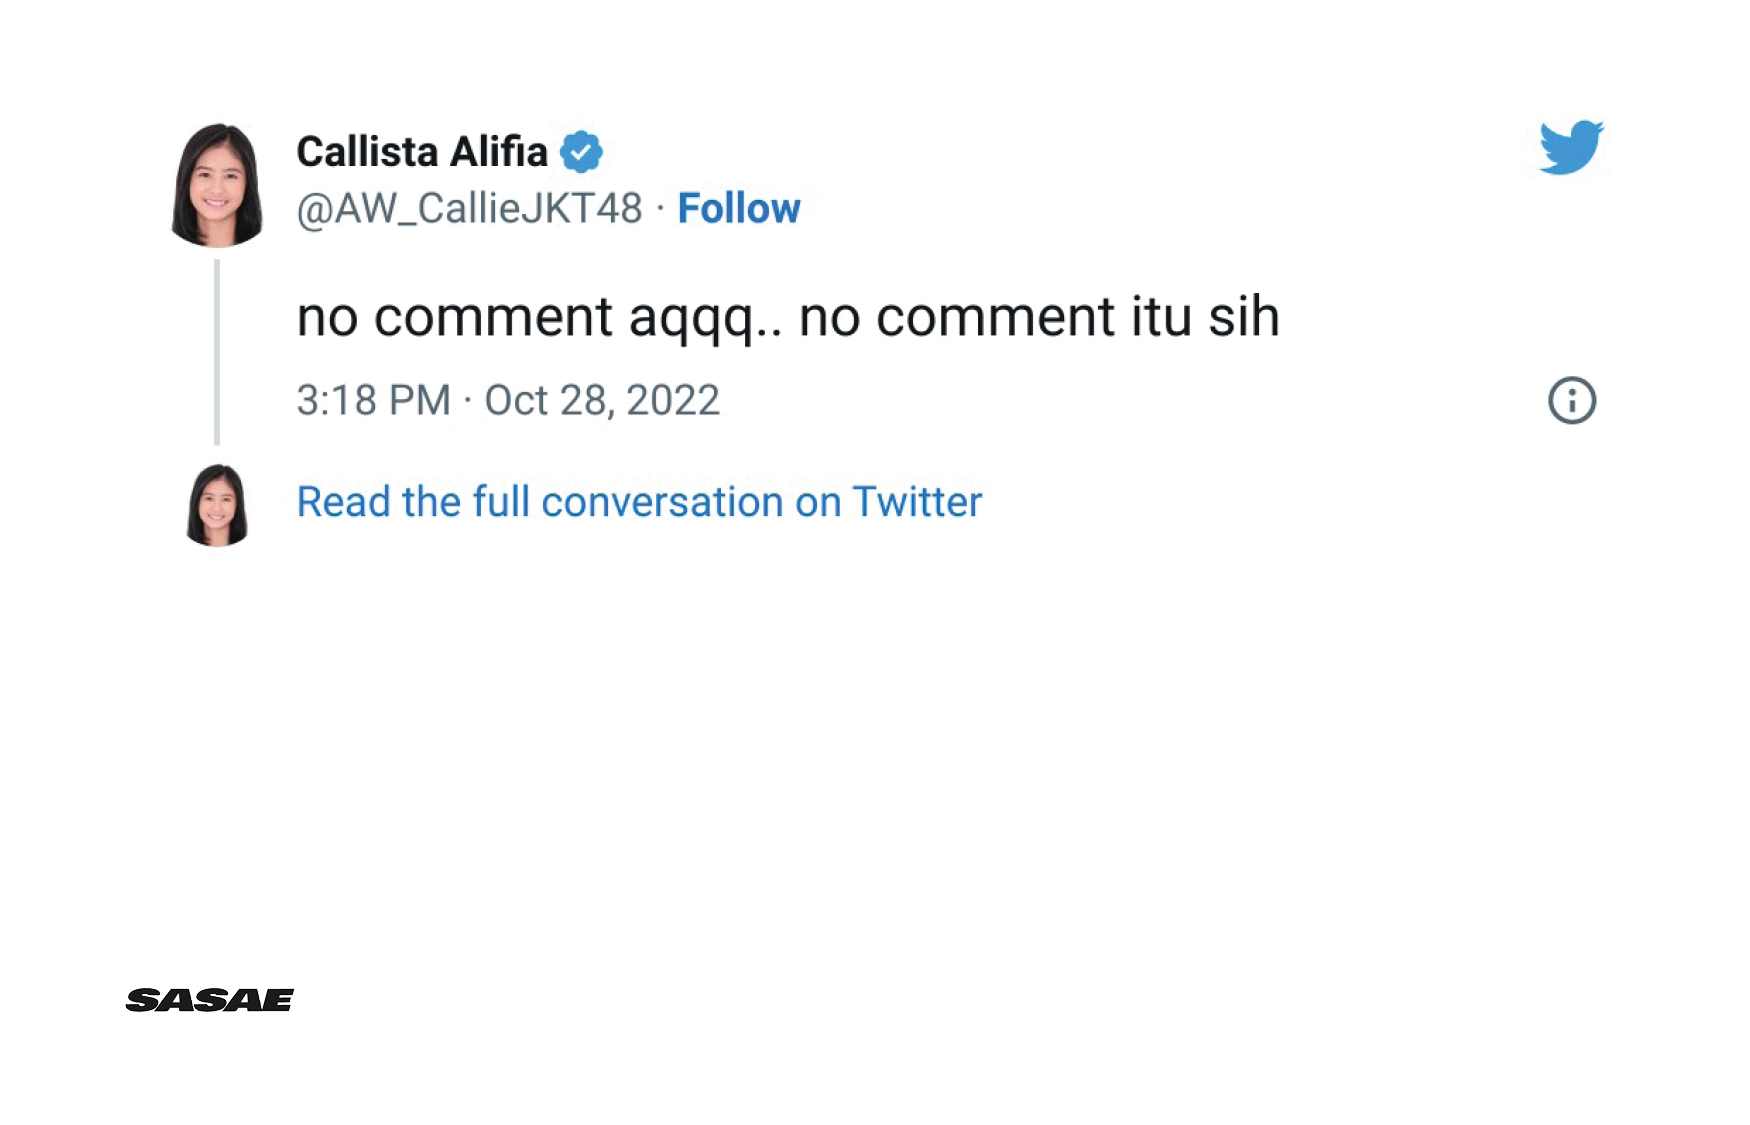 Callista Alifia
@AW_CallieJKT48 · Follow
no comment aqqq.. no comment itu sih
3:18 PM · Oct 28, 2022
Read the full conversation on Twitter
SASAE